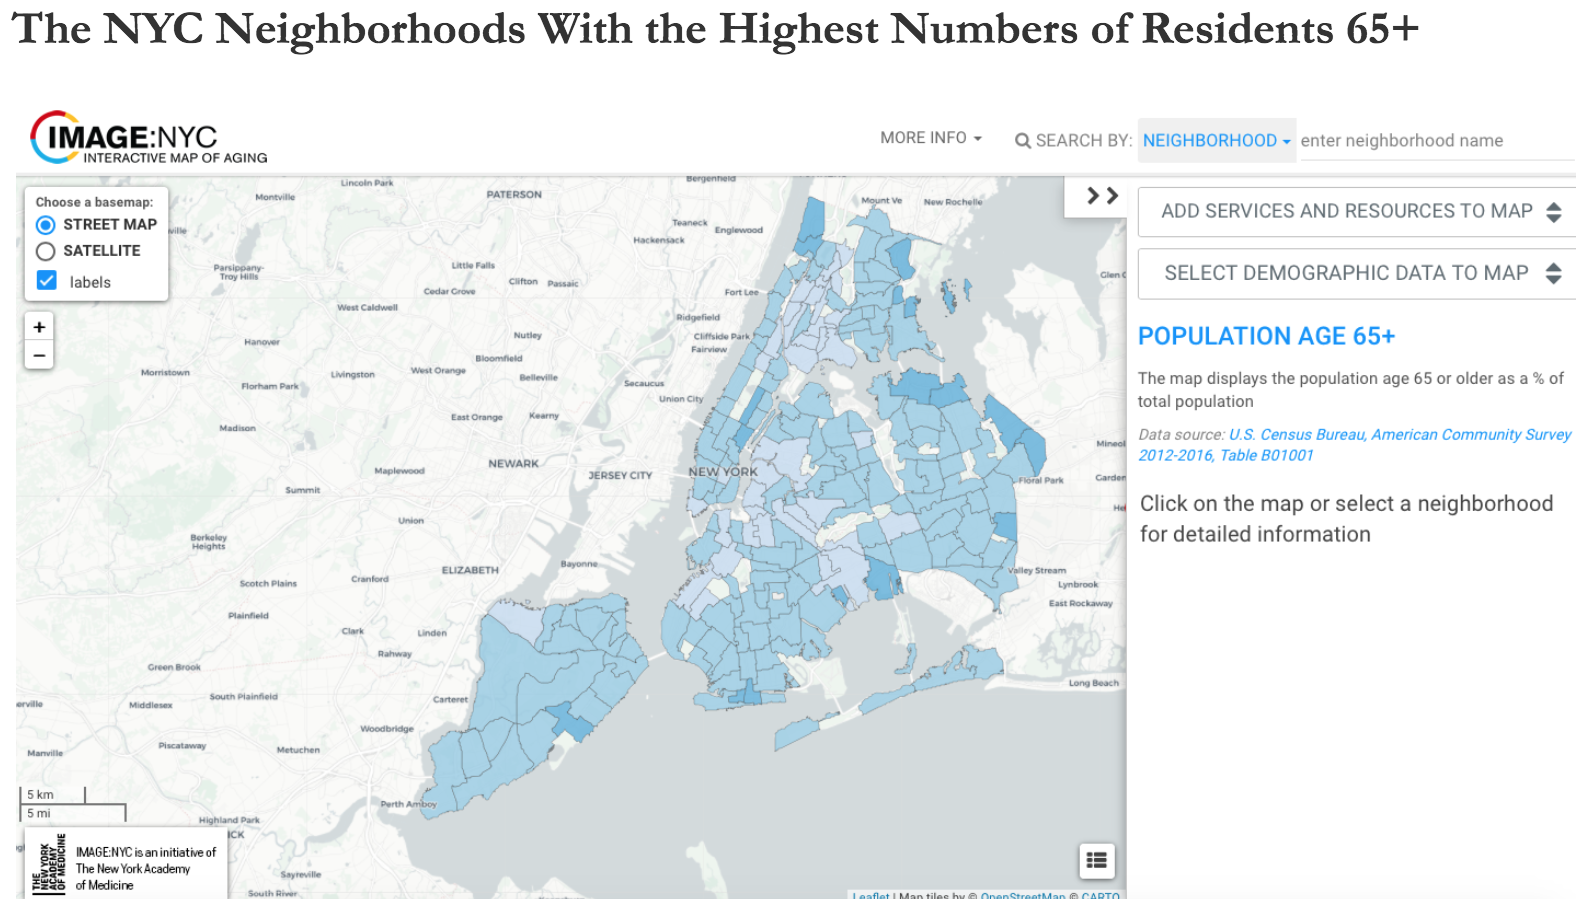 The NYC Neighborhoods With the Highest Numbers of Residents 65+
IMAGE:NYC
INTERACTIVE MAP OF AGING
MORE INFO
SEARCH BY:
NEIGHBORHOOD
enter neighborhood name
Choose a basemap:
STREET MAP
SATELLITE
labels
+
−
ADD SERVICES AND RESOURCES TO MAP
SELECT DEMOGRAPHIC DATA TO MAP
POPULATION AGE 65+
The map displays the population age 65 or older as a % of
total population
Data source: U.S. Census Bureau, American Community Survey
2012-2016, Table B01001
Click on the map or select a neighborhood
for detailed information
Lincoln Park
Bergenfield
Montville
PATERSON
Mount Ve
New Rochelle
Teaneck
Englewood
Hackensack
Parsippany-
Troy Hills
Little Falls
Clifton
Passaic
Glen C
Cedar Grove
Fort Lee
West Caldwell
Ridgefield
Nutley
Cliffside Park
Fairview
Hanover
Bloomfield
Morristown
Livingston
West Orange
Belleville
Florham Park
Secaucus
Union City
East Orange
Kearny
Madison
Mineol
NEWARK
Maplewood
JERSEY CITY
NEW YORK
Floral Park
Garden
Summit
He
Union
Berkeley
Heights
ELIZABETH
Bayonne
Valley Stream
Scotch Plains
Cranford
Lynbrook
East Rockaway
Plainfield
Clark
Linden
Rahway
Green Brook
Long Beach
South Plainfield
Carteret
erville
Middlesex
Woodbridge
Piscataway
Metuchen
Manville
Perth Amboy
5 km
5 mi
Highland Park
ICK
THE
NEW YORK
ACADEMY
OF MEDICINE
IMAGE:NYC is an initiative of
The New York Academy
of Medicine
Sayreville
South River
Leaflet | Map tiles by © OpenStreetMap © CARTO